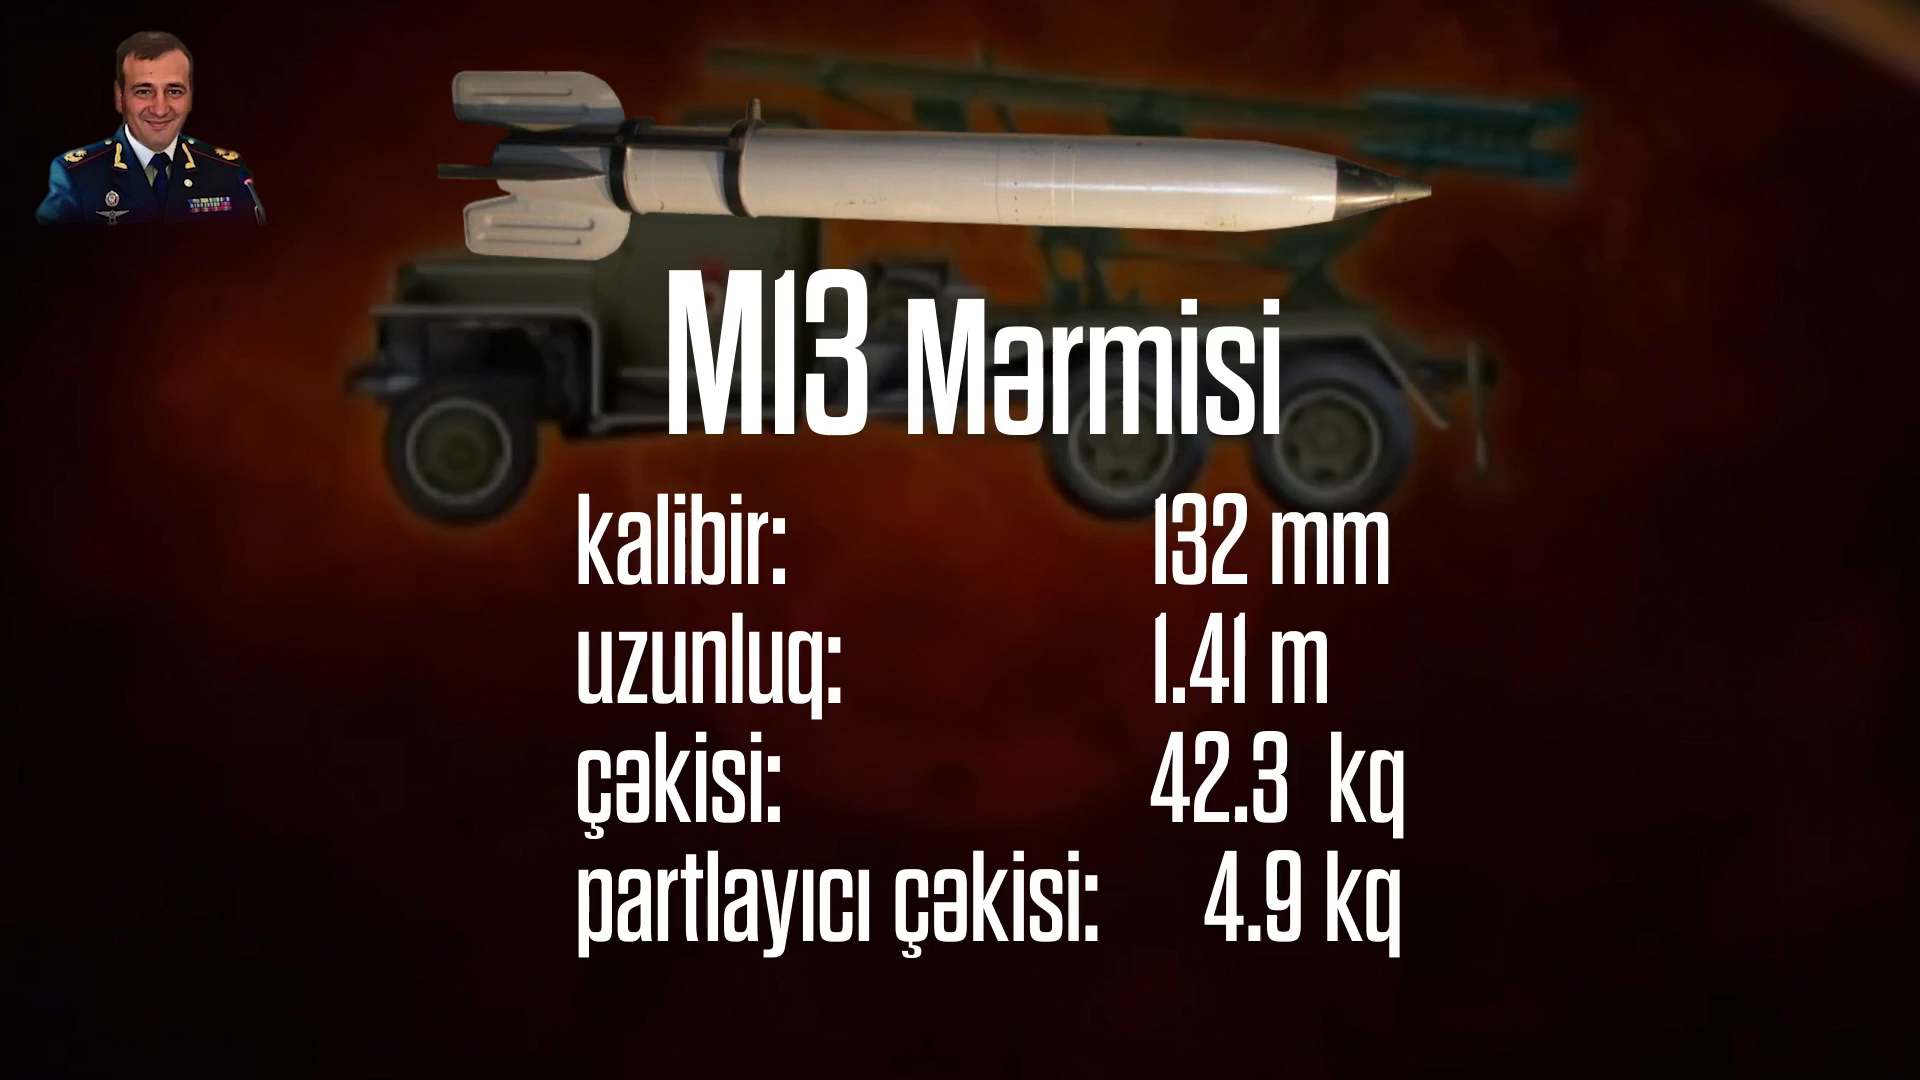 M13 Mərmisi
kalibir: 132 mm
uzunluq: 1.41 m
çəkisi: 42.3 kq
partlayıcı çəkisi: 4.9 kq